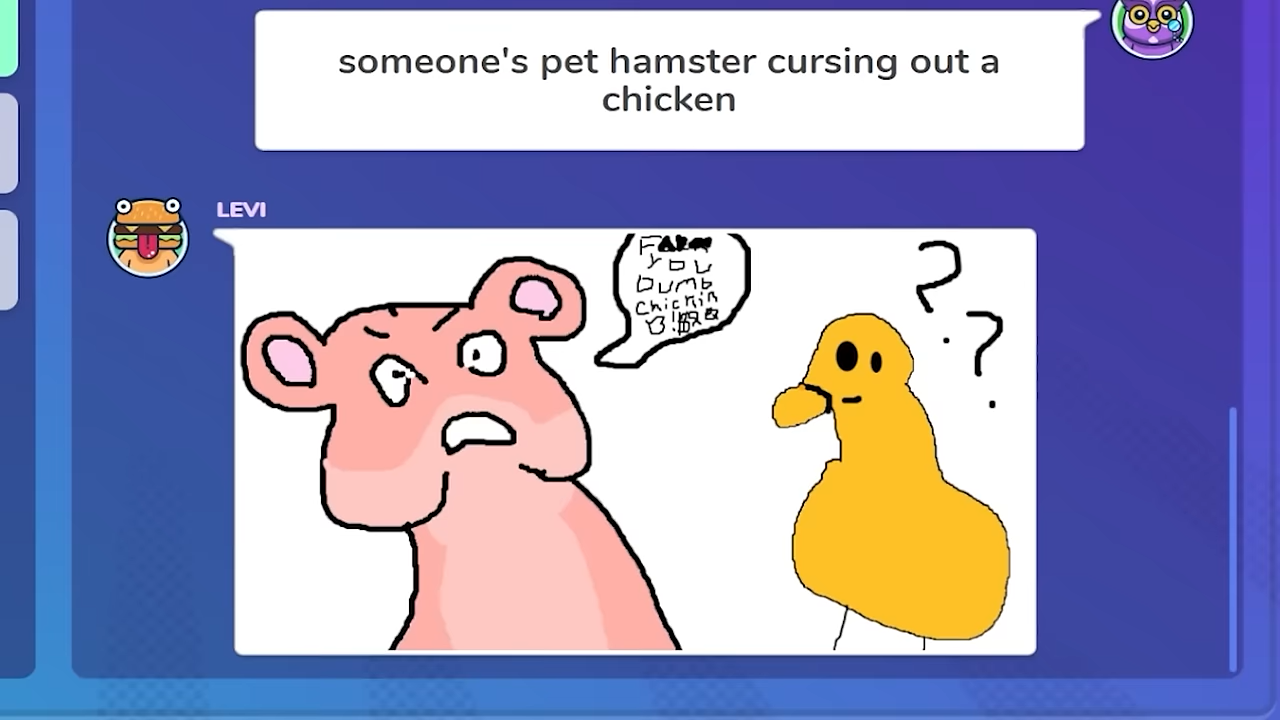 someone's pet hamster cursing out a
chicken
LEVI
YOU
DUMB
chickin
? ?